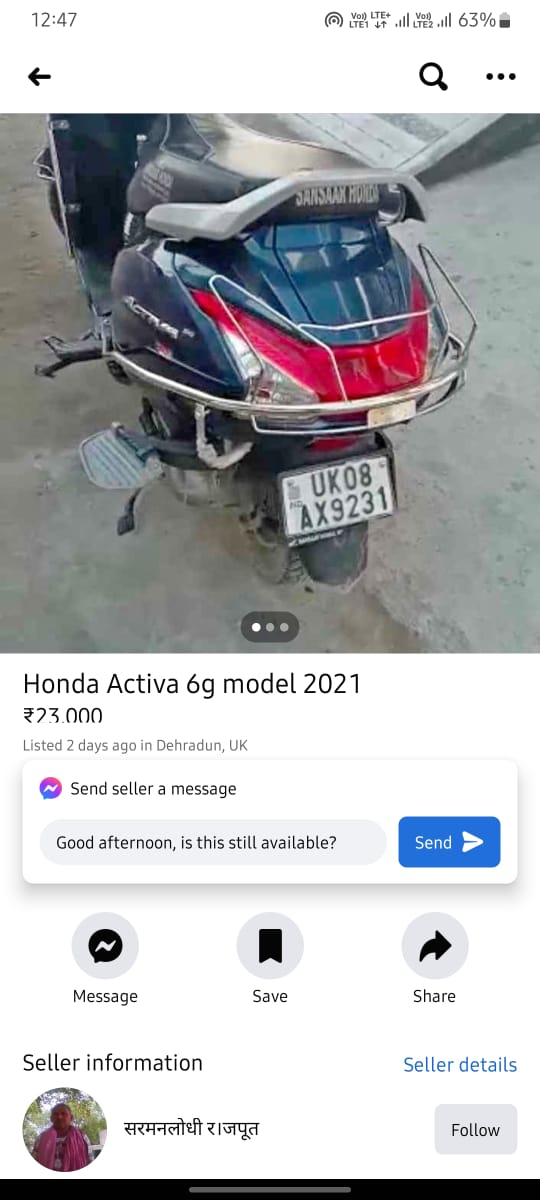 12:47
Vo) LTE+ Vo) 63%
LTE1 LTE2
SANSAAR HONDA
ACTIVA
UK08
IND
AX9231
Honda Activa 6g model 2021
₹23,000
Listed 2 days ago in Dehradun, UK
Send seller a message
Good afternoon, is this still available?
Send
Message Save Share
Seller information Seller details
सरमनलोधी र।जपूत
Follow